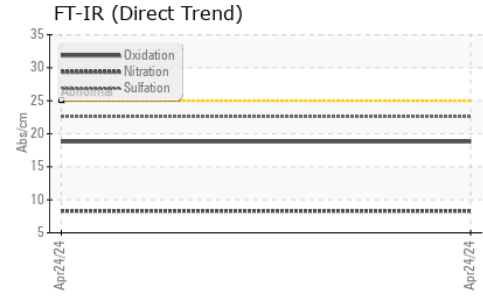 FT-IR (Direct Trend)
35
30
25
20
15
10
5
Abs/cm
Oxidation
Nitration
Sulfation
Abnormal
Apr24/24
Apr24/24